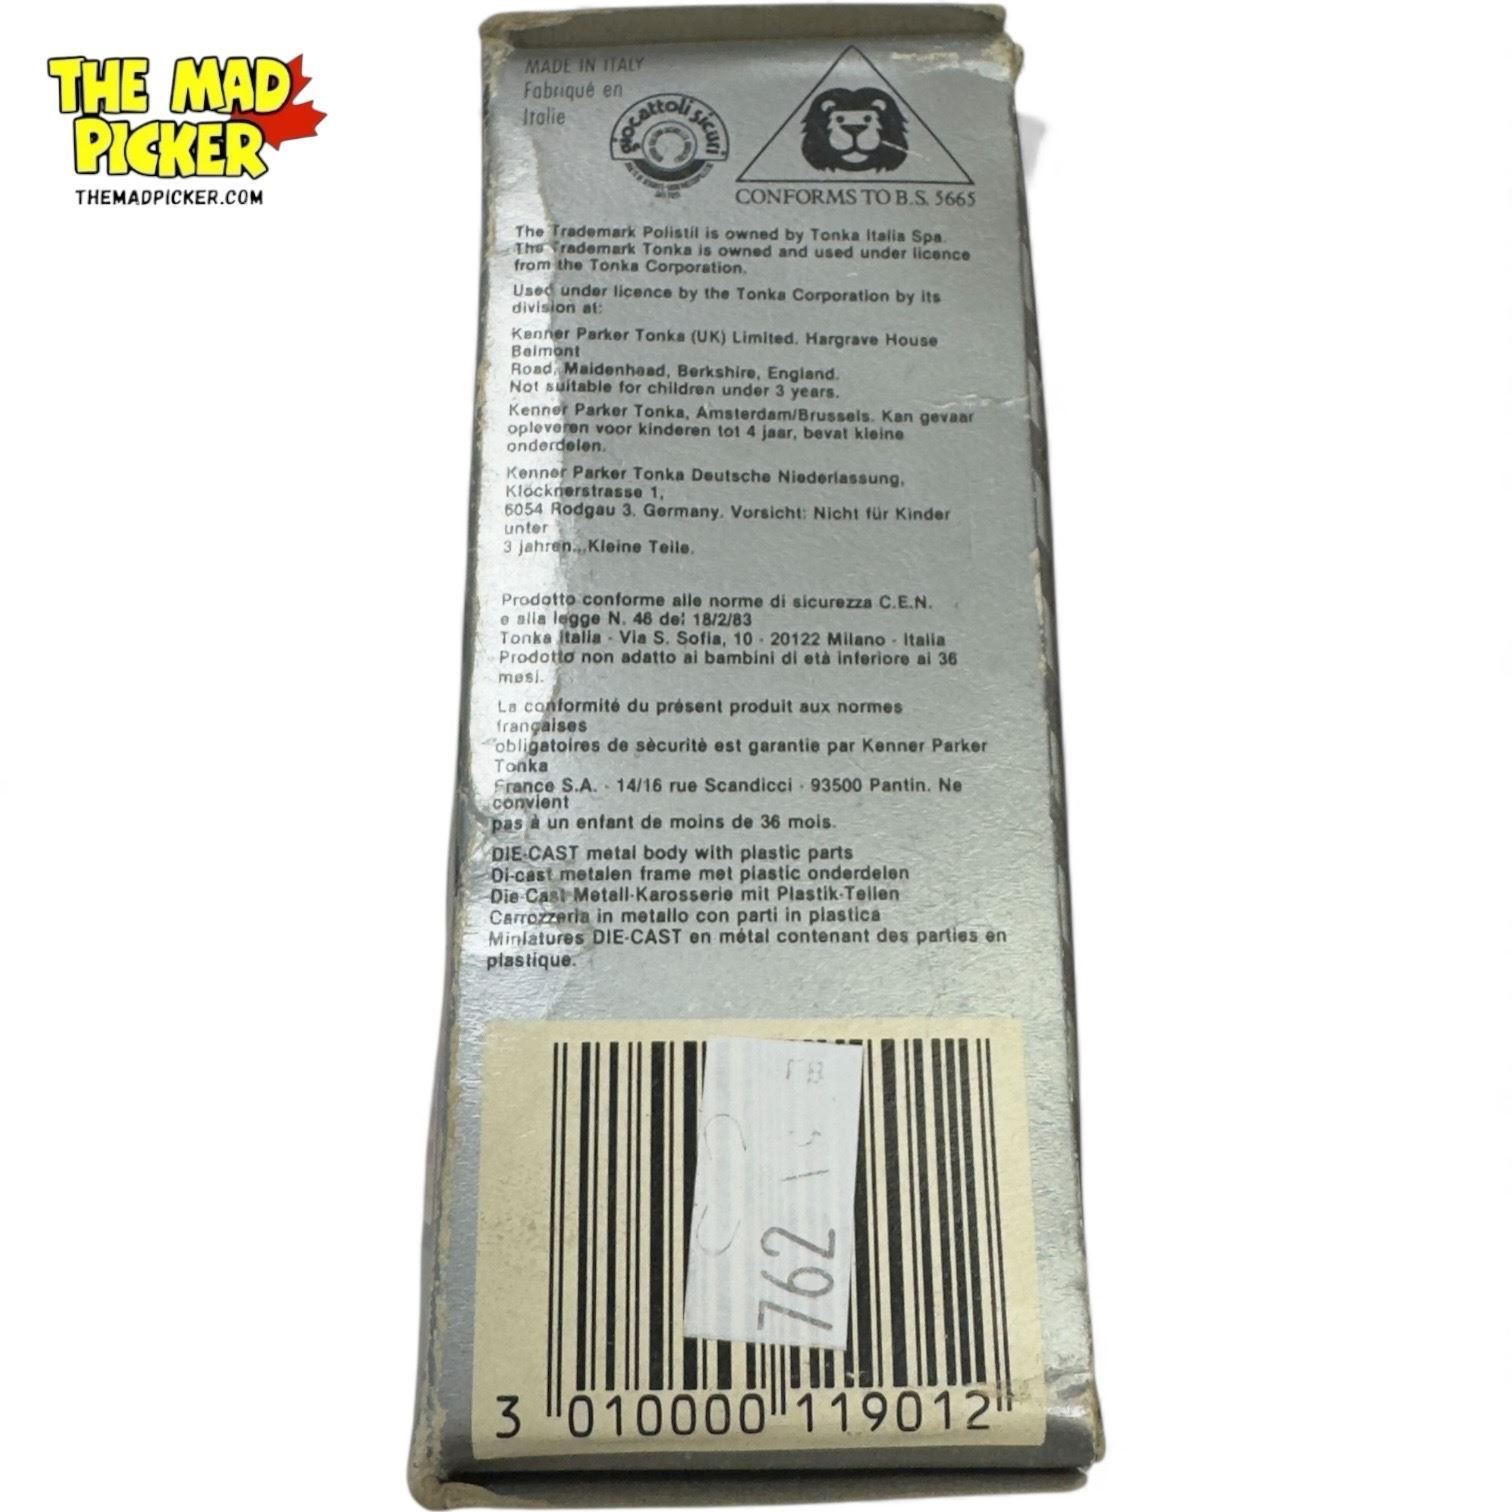 THE MAD
PICKER
THEMADPICKER.COM
MADE IN ITALY
Fabriqué en
Italie
giocattoli sicuri
CONFORMS TO B.S. 5665
The Trademark Polistil is owned by Tonka Italia Spa.
The Trademark Tonka is owned and used under licence
from the Tonka Corporation.
Used under licence by the Tonka Corporation by its
division at:
Kenner Parker Tonka (UK) Limited. Hargrave House
Belmont
Road, Maidenhead, Berkshire, England.
Not suitable for children under 3 years.
Kenner Parker Tonka, Amsterdam/Brussels. Kan gevaar
opleveren voor kinderen tot 4 jaar, bevat kleine
onderdelen.
Kenner Parker Tonka Deutsche Niederlassung,
Klöcknerstrasse 1,
6054 Rodgau 3. Germany. Vorsicht: Nicht für Kinder
unter
3 jahren...Kleine Teile.
Prodotto conforme alle norme di sicurezza C.E.N.
e alla legge N. 46 del 18/2/83
Tonka Italia - Via S. Sofia, 10 - 20122 Milano - Italia
Prodotto non adatto ai bambini di età inferiore ai 36
mesi.
La conformité du présent produit aux normes
françaises
obligatoires de sècuritè est garantie par Kenner Parker
Tonka
France S.A. - 14/16 rue Scandicci - 93500 Pantin. Ne
convient
pas à un enfant de moins de 36 mois.
DIE-CAST metal body with plastic parts
Di-cast metalen frame met plastic onderdelen
Die-Cast Metall-Karosserie mit Plastik-Teilen
Carrozzeria in metallo con parti in plastica
Miniatures DIE-CAST en métal contenant des parties en
plastique.
762
3 010000 119012